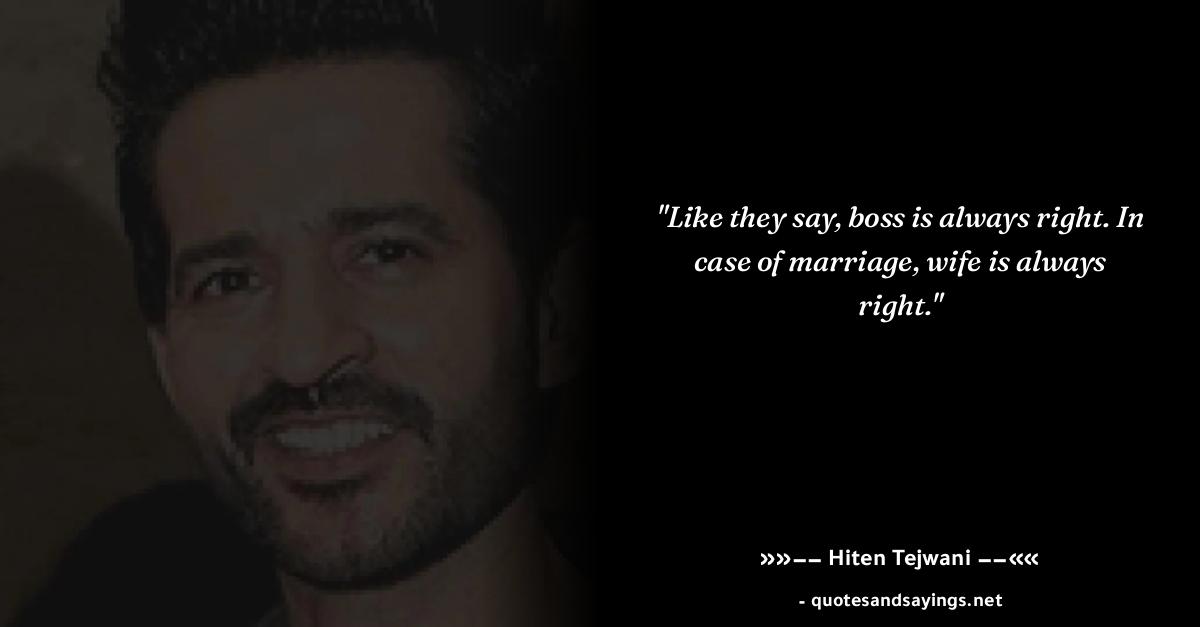 "Like they say, boss is always right. In
case of marriage, wife is always
right."
»»–– Hiten Tejwani ––««
- quotesandsayings.net